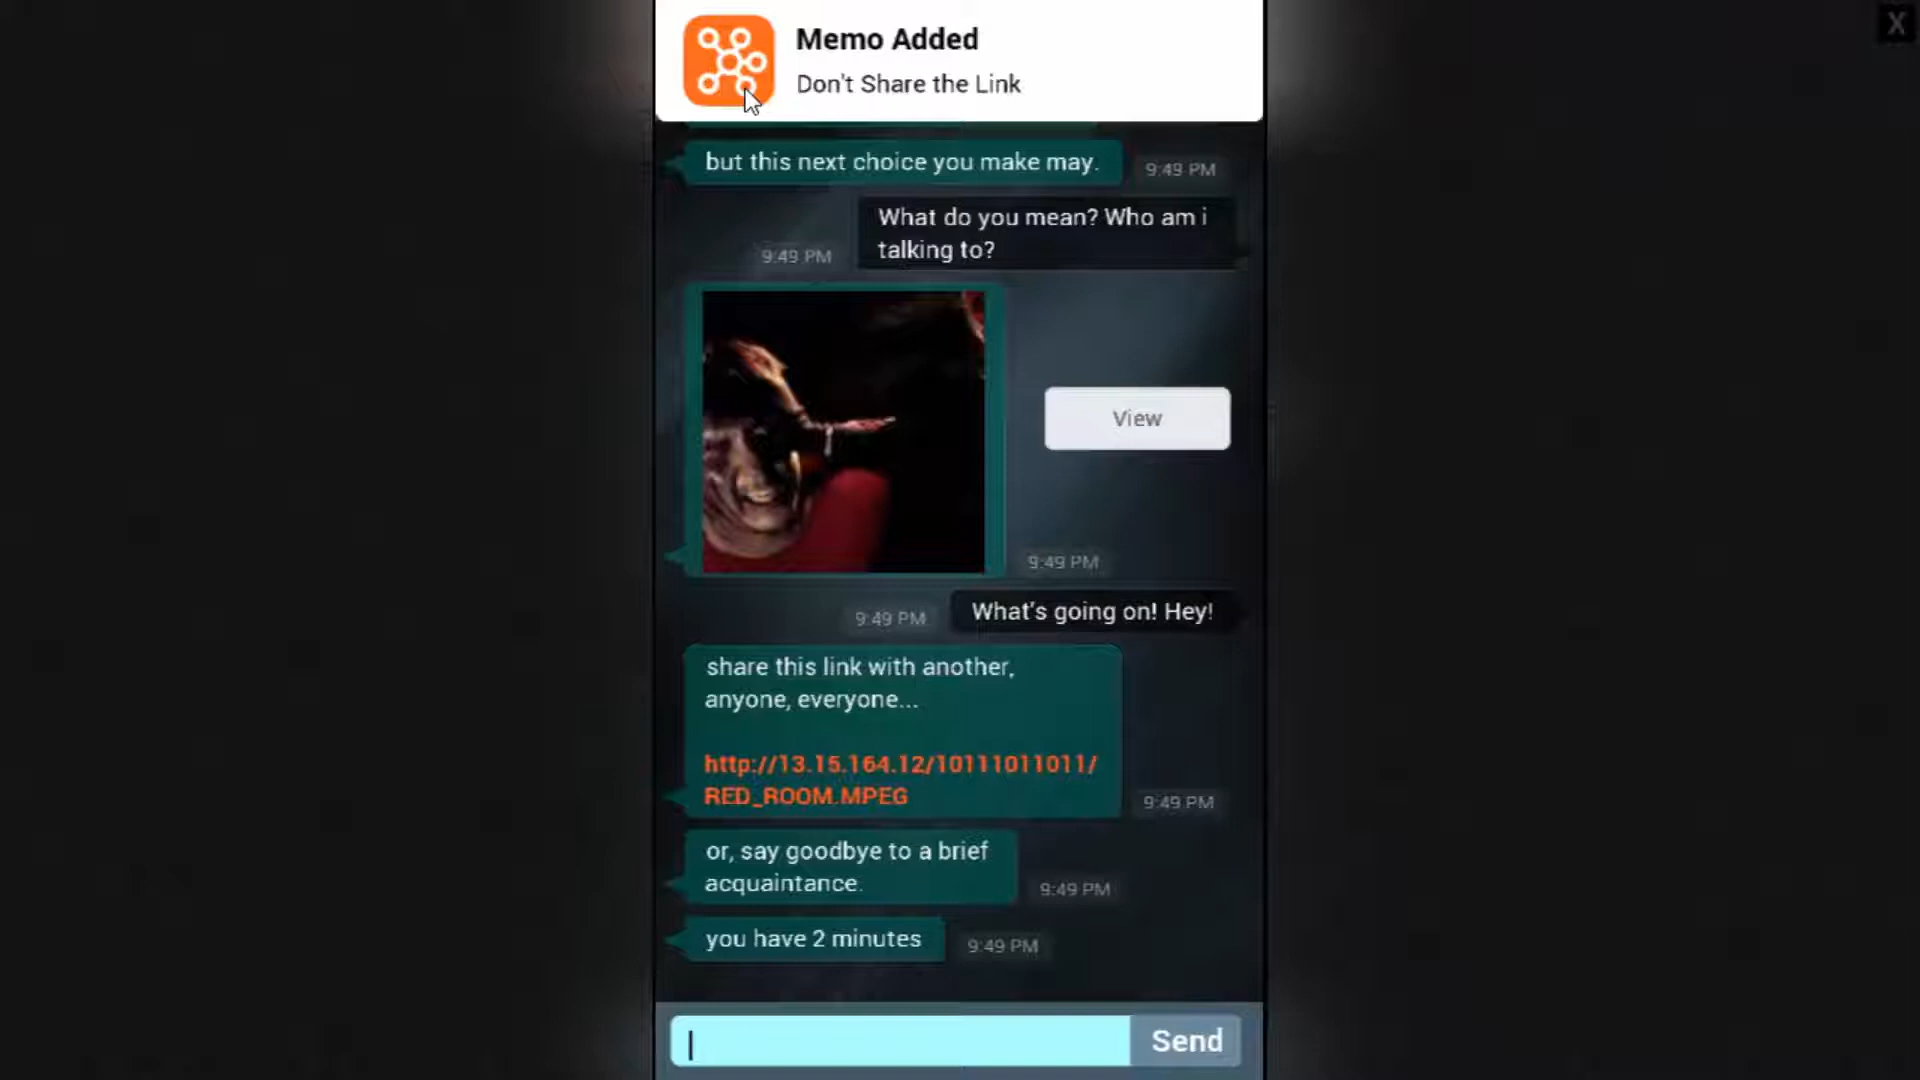 X
Memo Added
Don't Share the Link
but this next choice you make may.
9:49 PM
What do you mean? Who am i
talking to?
9:49 PM
View
9:49 PM
What's going on! Hey!
9:49 PM
share this link with another,
anyone, everyone...
http://13.15.164.12/10111011011/
RED_ROOM.MPEG
9:49 PM
or, say goodbye to a brief
acquaintance.
9:49 PM
you have 2 minutes
9:49 PM
Send